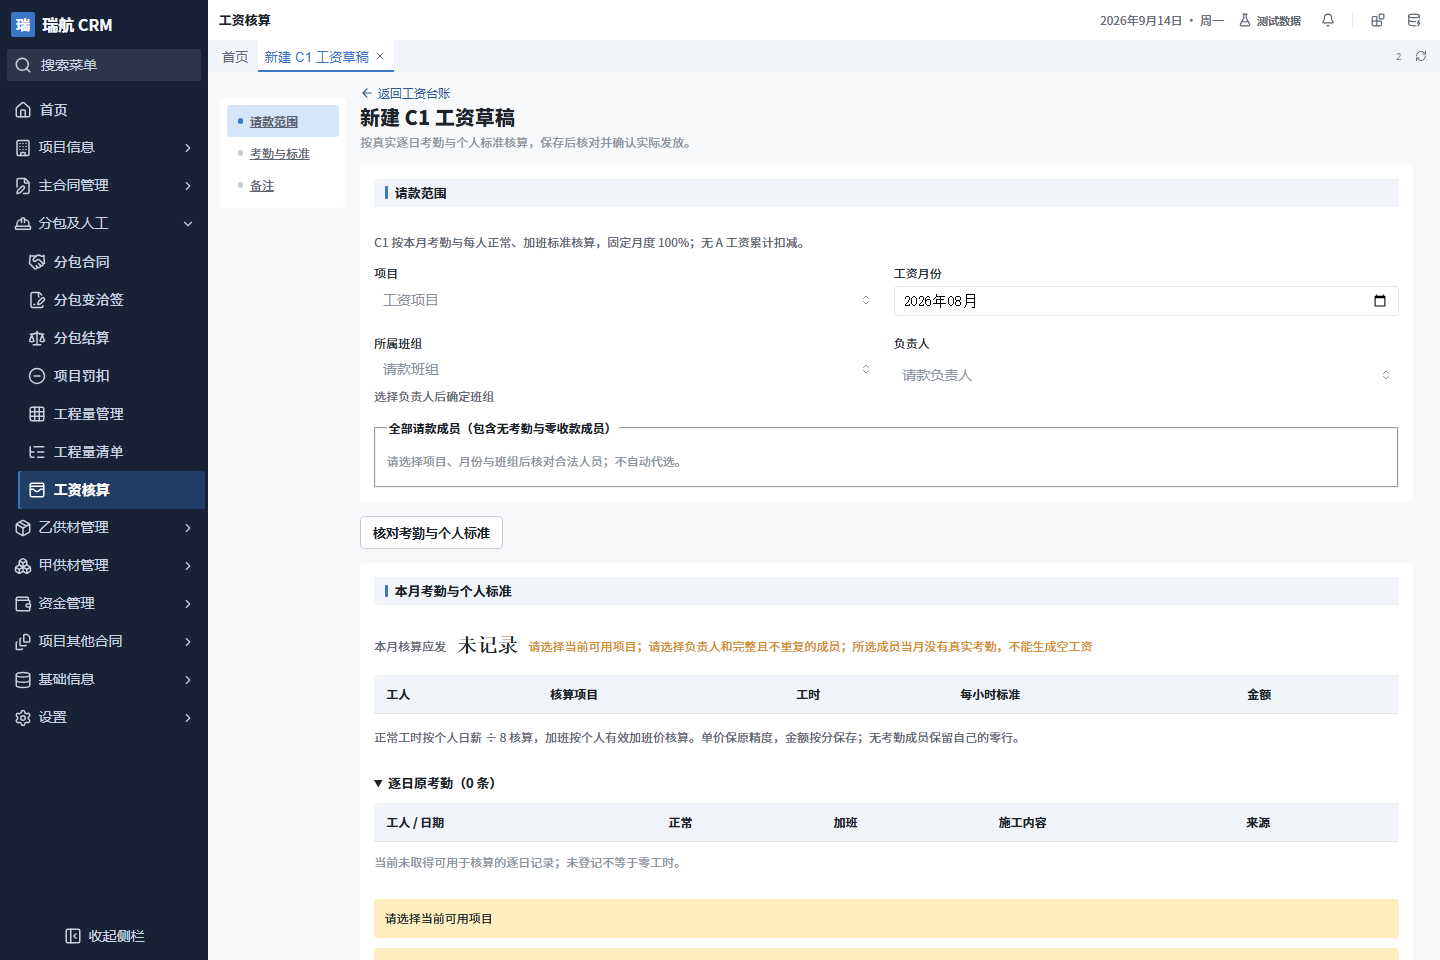 瑞 瑞航 CRM
搜索菜单
首页
项目信息
主合同管理
分包及人工
分包合同
分包变洽签
分包结算
项目罚扣
工程量管理
工程量清单
工资核算
乙供材管理
甲供材管理
资金管理
项目其他合同
基础信息
设置
收起侧栏
工资核算
2026年9月14日 • 周一 测试数据
首页 新建 C1 工资草稿 ×
2
请款范围
考勤与标准
备注
← 返回工资台账
新建 C1 工资草稿
按真实逐日考勤与个人标准核算，保存后核对并确认实际发放。
请款范围
C1 按本月考勤与每人正常、加班标准核算，固定月度 100%；无 A 工资累计扣减。
项目
工资项目
工资月份
2026年08月
所属班组
请款班组
选择负责人后确定班组
负责人
请款负责人
全部请款成员（包含无考勤与零收款成员）
请选择项目、月份与班组后核对合法人员；不自动代选。
核对考勤与个人标准
本月考勤与个人标准
本月核算应发 未记录 请选择当前可用项目；请选择负责人和完整且不重复的成员；所选成员当月没有真实考勤，不能生成空工资
工人 核算项目 工时 每小时标准 金额
正常工时按个人日薪 ÷ 8 核算，加班按个人有效加班价核算。单价保原精度，金额按分保存；无考勤成员保留自己的零行。
▼ 逐日原考勤（0 条）
工人 / 日期 正常 加班 施工内容 来源
当前未取得可用于核算的逐日记录；未登记不等于零工时。
请选择当前可用项目